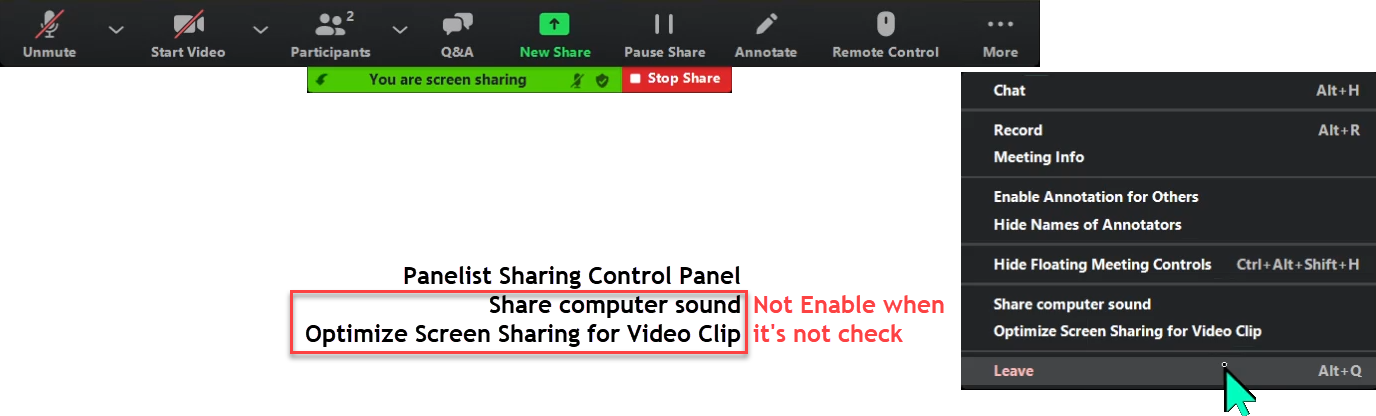 Unmute Start Video Participants 2 Q&A New Share Pause Share Annotate Remote Control More
You are screen sharing Stop Share
Chat Alt+H
Record Alt+R
Meeting Info
Enable Annotation for Others
Hide Names of Annotators
Hide Floating Meeting Controls Ctrl+Alt+Shift+H
Share computer sound
Optimize Screen Sharing for Video Clip
Leave Alt+Q
Panelist Sharing Control Panel
Share computer sound Not Enable when
Optimize Screen Sharing for Video Clip it's not check